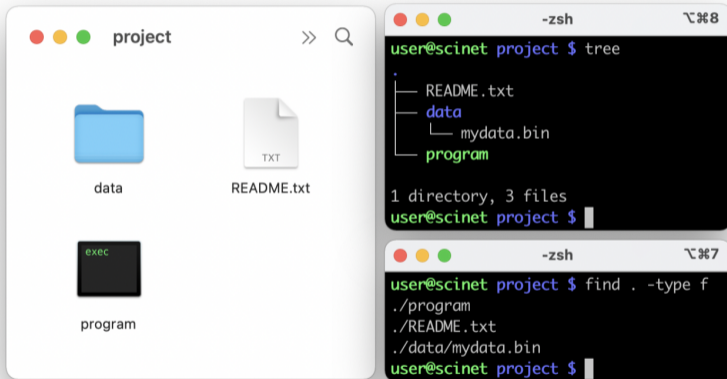 project
data
TXT
README.txt
exec
program
-zsh ⌥⌘8
user@scinet project $ tree
.
├── README.txt
├── data
│   └── mydata.bin
└── program
1 directory, 3 files
user@scinet project $
-zsh ⌥⌘7
user@scinet project $ find . -type f
./program
./README.txt
./data/mydata.bin
user@scinet project $